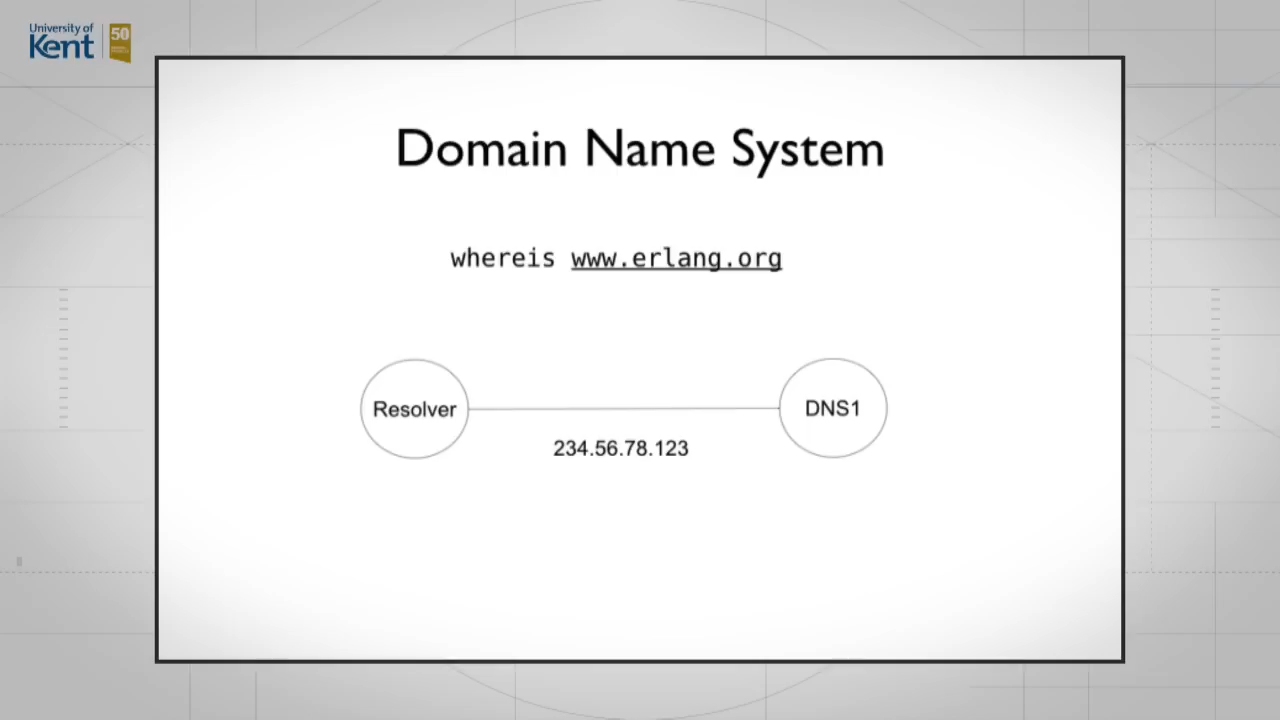 University of
Kent
50
Domain Name System
whereis www.erlang.org
Resolver
DNS1
234.56.78.123